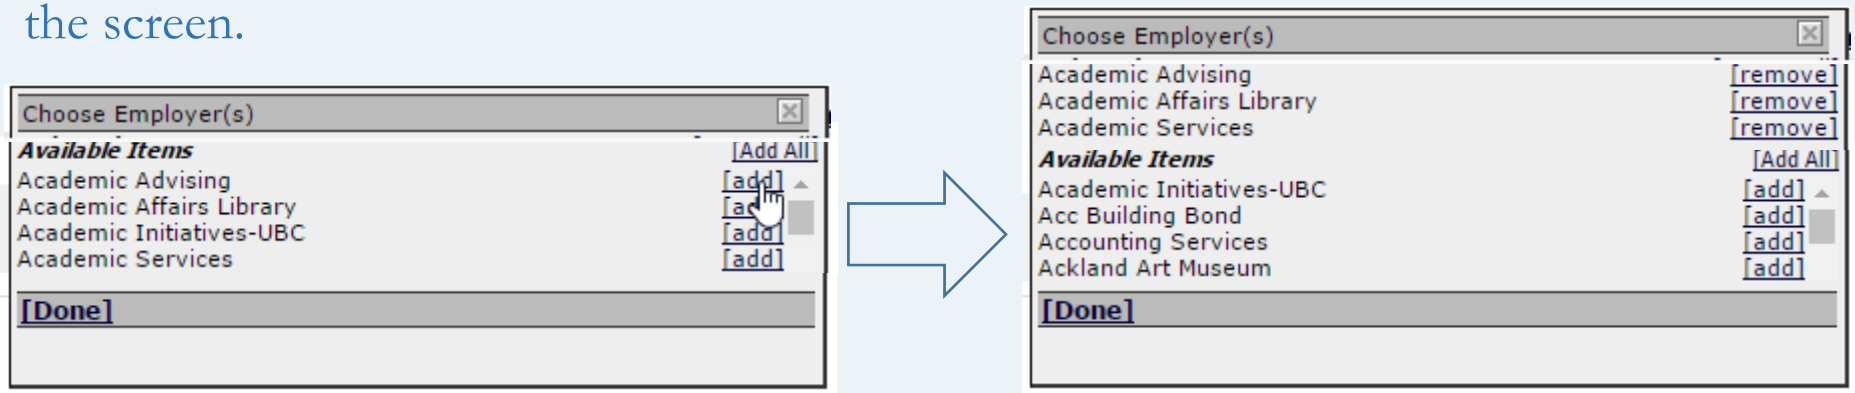 the screen.
Choose Employer(s)
Available Items [Add All]
Academic Advising [add]
Academic Affairs Library
Academic Initiatives-UBC [add]
Academic Services [add]
[Done]
Choose Employer(s)
Academic Advising [remove]
Academic Affairs Library [remove]
Academic Services [remove]
Available Items [Add All]
Academic Initiatives-UBC [add]
Acc Building Bond [add]
Accounting Services [add]
Ackland Art Museum [add]
[Done]